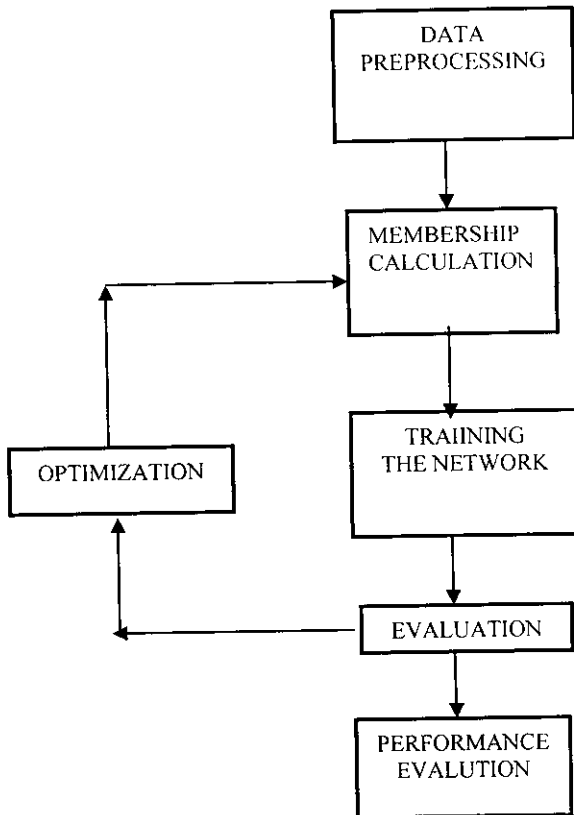 DATA
PREPROCESSING
MEMBERSHIP
CALCULATION
TRAIINING
THE NETWORK
OPTIMIZATION
EVALUATION
PERFORMANCE
EVALUTION